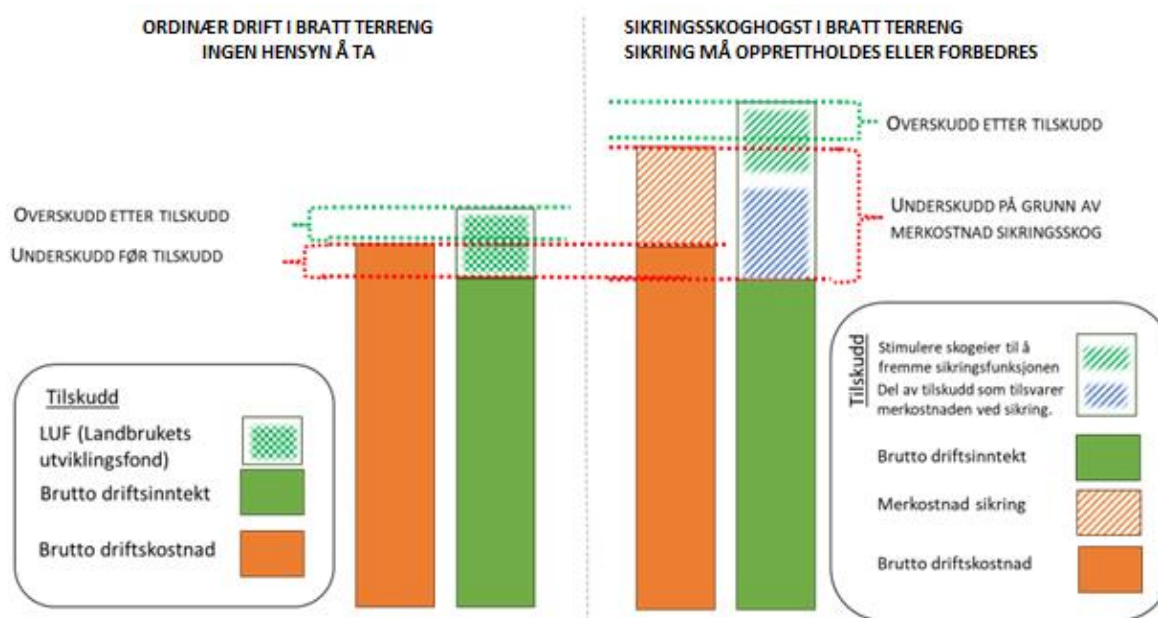 ORDINÆR DRIFT I BRATT TERRENG
INGEN HENSYN Å TA
SIKRINGSSKOGHOGST I BRATT TERRENG
SIKRING MÅ OPPRETTHOLDES ELLER FORBEDRES
OVERSKUDD ETTER TILSKUDD
UNDERSKUDD FØR TILSKUDD
OVERSKUDD ETTER TILSKUDD
UNDERSKUDD PÅ GRUNN AV
MERKOSTNAD SIKRINGSSKOG
Tilskudd
LUF (Landbrukets
utviklingsfond)
Brutto driftsinntekt
Brutto driftskostnad
Tilskudd
Stimulere skogeier til å
fremme sikringsfunksjonen
Del av tilskudd som tilsvarer
merkostnaden ved sikring.
Brutto driftsinntekt
Merkostnad sikring
Brutto driftskostnad